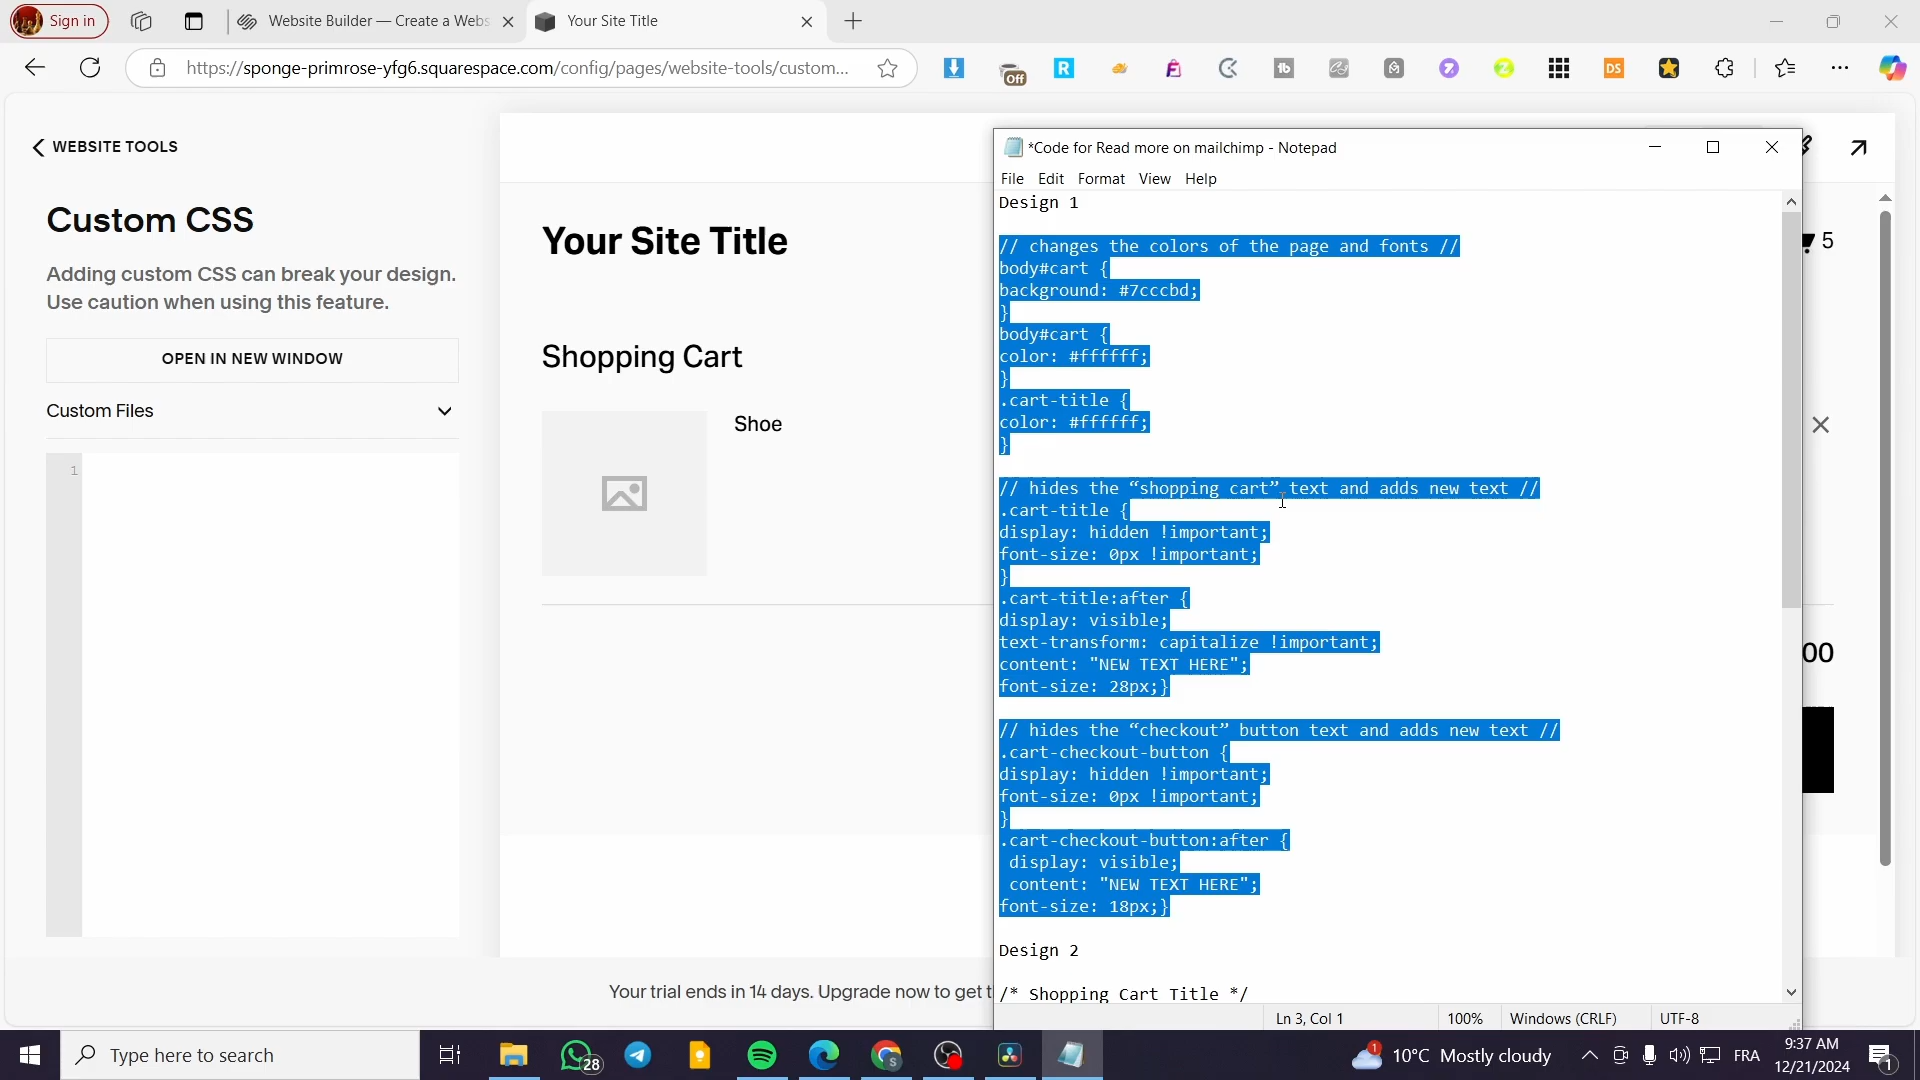 Sign in
Website Builder — Create a Webs
Your Site Title
https://sponge-primrose-yfg6.squarespace.com/config/pages/website-tools/custom...
Off
R
tb
DS
WEBSITE TOOLS
Custom CSS
Adding custom CSS can break your design.
Use caution when using this feature.
OPEN IN NEW WINDOW
Custom Files
1
Your Site Title
5
Shopping Cart
Shoe
00
Your trial ends in 14 days. Upgrade now to get t
*Code for Read more on mailchimp - Notepad
File Edit Format View Help
Design 1
// changes the colors of the page and fonts //
body#cart {
background: #7cccbd;
}
body#cart {
color: #ffffff;
}
.cart-title {
color: #ffffff;
}
// hides the “shopping cart” text and adds new text //
.cart-title {
display: hidden !important;
font-size: 0px !important;
}
.cart-title:after {
display: visible;
text-transform: capitalize !important;
content: "NEW TEXT HERE";
font-size: 28px;}
// hides the “checkout” button text and adds new text //
.cart-checkout-button {
display: hidden !important;
font-size: 0px !important;
}
.cart-checkout-button:after {
display: visible;
content: "NEW TEXT HERE";
font-size: 18px;}
Design 2
/* Shopping Cart Title */
Ln 3, Col 1 100% Windows (CRLF) UTF-8
Type here to search
28
1
10°C Mostly cloudy
FRA
9:37 AM
12/21/2024
1